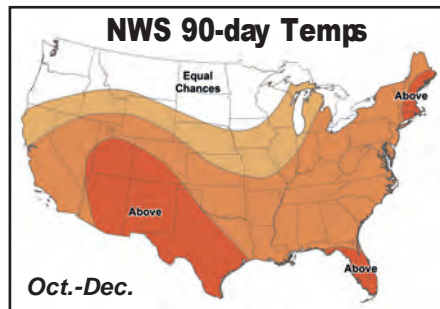 NWS 90-day Temps
Equal
Chances
Above
Above
Above
Oct.-Dec.